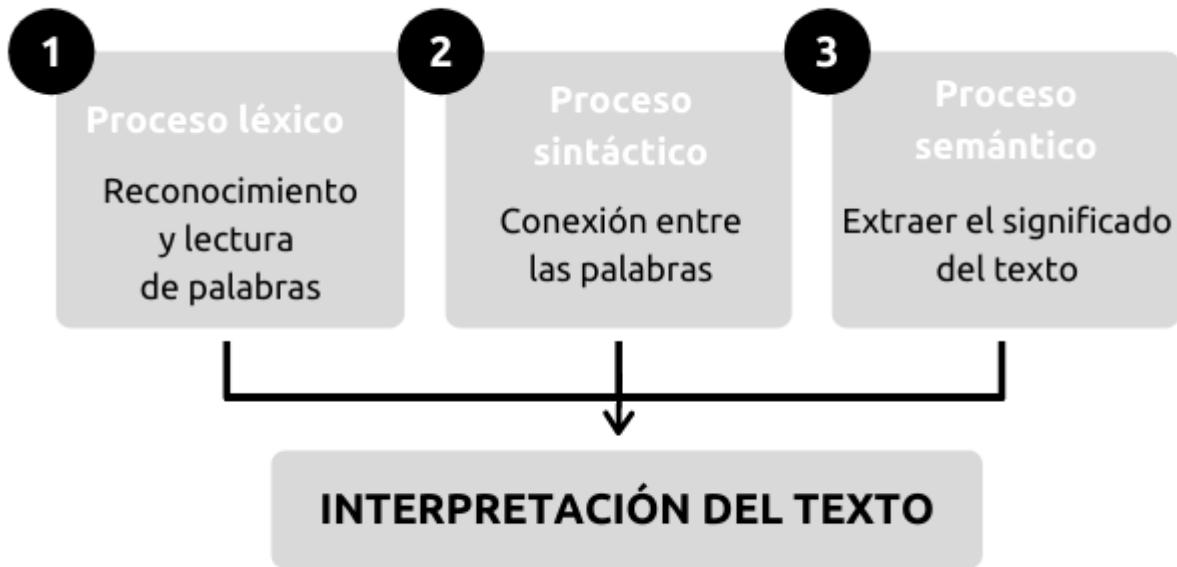 1
Proceso léxico
Reconocimiento
y lectura
de palabras
2
Proceso
sintáctico
Conexión entre
las palabras
3
Proceso
semántico
Extraer el significado
del texto
INTERPRETACIÓN DEL TEXTO